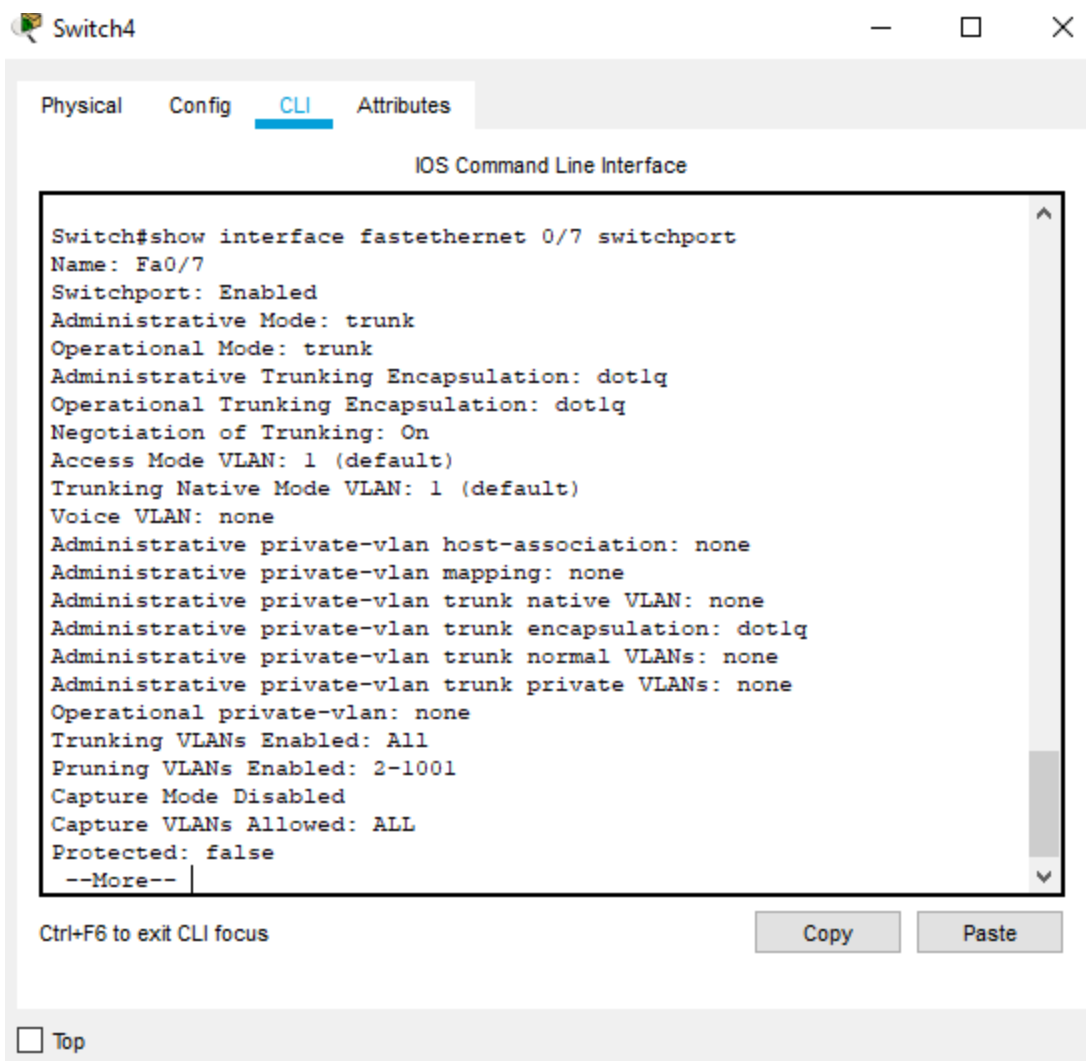 Switch4
Physical Config CLI Attributes
IOS Command Line Interface
Switch#show interface fastethernet 0/7 switchport
Name: Fa0/7
Switchport: Enabled
Administrative Mode: trunk
Operational Mode: trunk
Administrative Trunking Encapsulation: dot1q
Operational Trunking Encapsulation: dot1q
Negotiation of Trunking: On
Access Mode VLAN: 1 (default)
Trunking Native Mode VLAN: 1 (default)
Voice VLAN: none
Administrative private-vlan host-association: none
Administrative private-vlan mapping: none
Administrative private-vlan trunk native VLAN: none
Administrative private-vlan trunk encapsulation: dot1q
Administrative private-vlan trunk normal VLANs: none
Administrative private-vlan trunk private VLANs: none
Operational private-vlan: none
Trunking VLANs Enabled: All
Pruning VLANs Enabled: 2-1001
Capture Mode Disabled
Capture VLANs Allowed: ALL
Protected: false
--More--
Ctrl+F6 to exit CLI focus
Copy Paste
Top